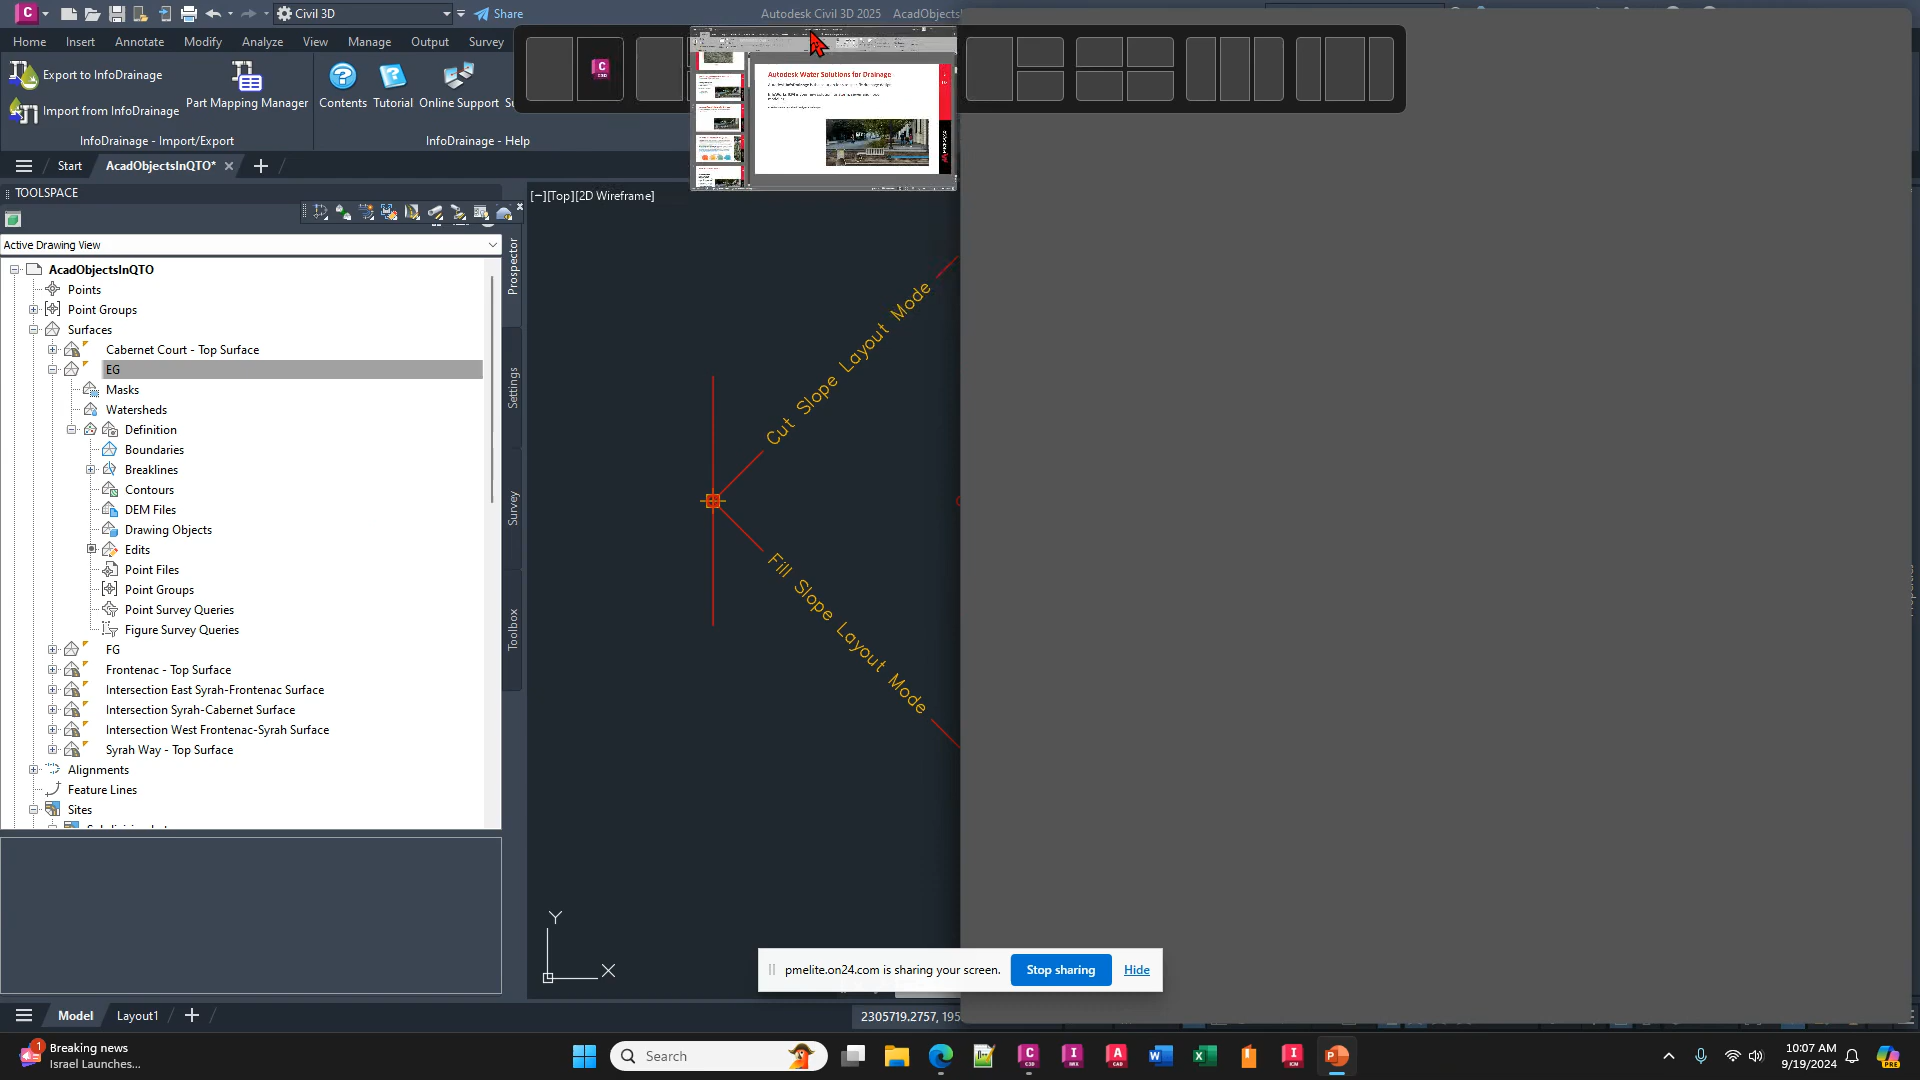 Civil 3D
Share
Autodesk Civil 3D 2025 AcadObjects
Home Insert Annotate Modify Analyze View Manage Output Survey
Export to InfoDrainage
Import from InfoDrainage
Part Mapping Manager
Contents Tutorial Online Support
InfoDrainage - Import/Export
InfoDrainage - Help
Autodesk Water Solutions for Drainage
Start AcadObjectsInQTO*
TOOLSPACE
[−][Top][2D Wireframe]
Active Drawing View
Prospector
Settings
Survey
Toolbox
AcadObjectsInQTO
Points
Point Groups
Surfaces
Cabernet Court - Top Surface
EG
Masks
Watersheds
Definition
Boundaries
Breaklines
Contours
DEM Files
Drawing Objects
Edits
Point Files
Point Groups
Point Survey Queries
Figure Survey Queries
FG
Frontenac - Top Surface
Intersection East Syrah-Frontenac Surface
Intersection Syrah-Cabernet Surface
Intersection West Frontenac-Syrah Surface
Syrah Way - Top Surface
Alignments
Feature Lines
Sites
Cut Slope Layout Mode
Fill Slope Layout Mode
Y
X
pmelite.on24.com is sharing your screen.
Stop sharing
Hide
Model Layout1
2305719.2757, 195
1
Breaking news
Israel Launches...
Search
10:07 AM
9/19/2024